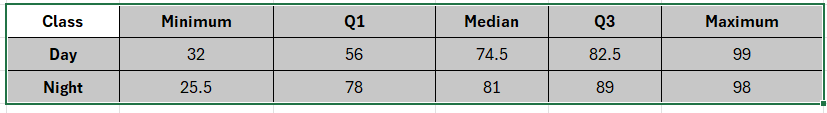 Class Minimum Q1 Median Q3 Maximum
Day 32 56 74.5 82.5 99
Night 25.5 78 81 89 98